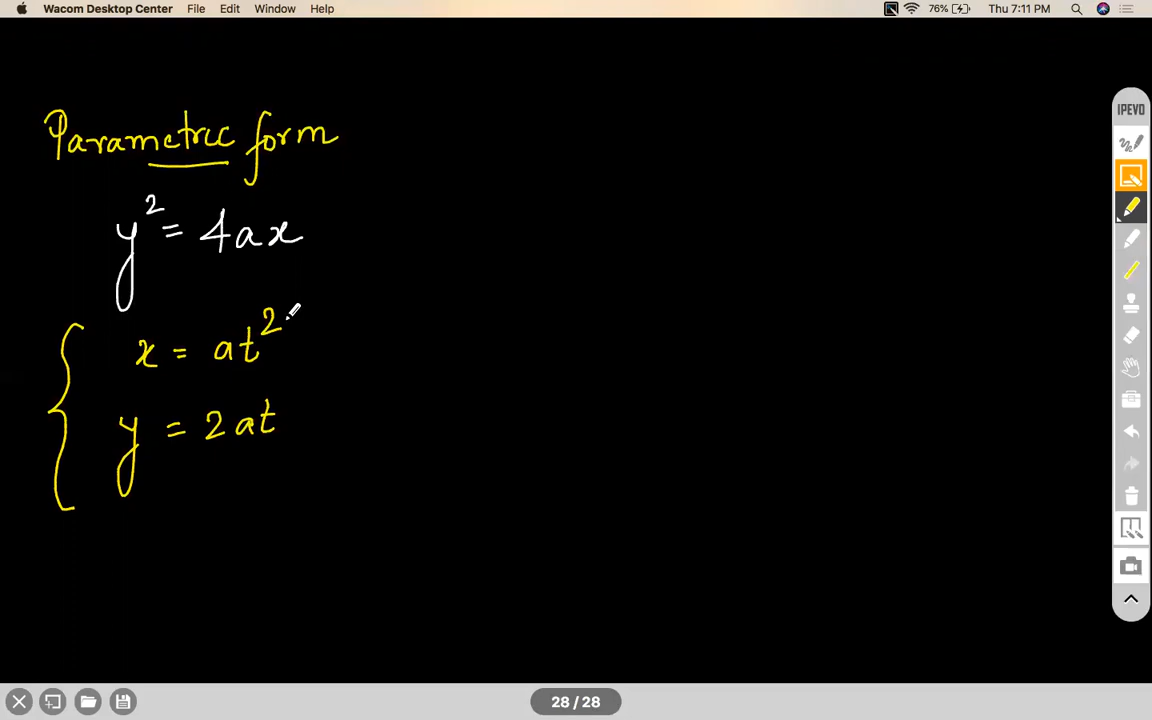 Wacom Desktop Center File Edit Window Help 76% Thu 7:11 PM
IPEVO
Parametric form
y² = 4ax
x = at²
y = 2at
28 / 28